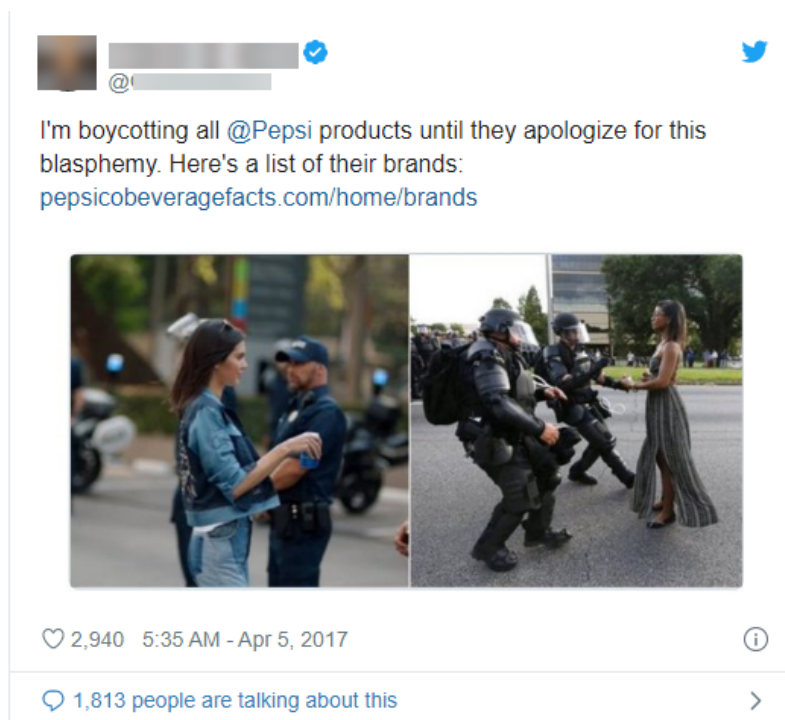 @
I'm boycotting all @Pepsi products until they apologize for this
blasphemy. Here's a list of their brands:
pepsicobeveragefacts.com/home/brands
2,940 5:35 AM - Apr 5, 2017
1,813 people are talking about this